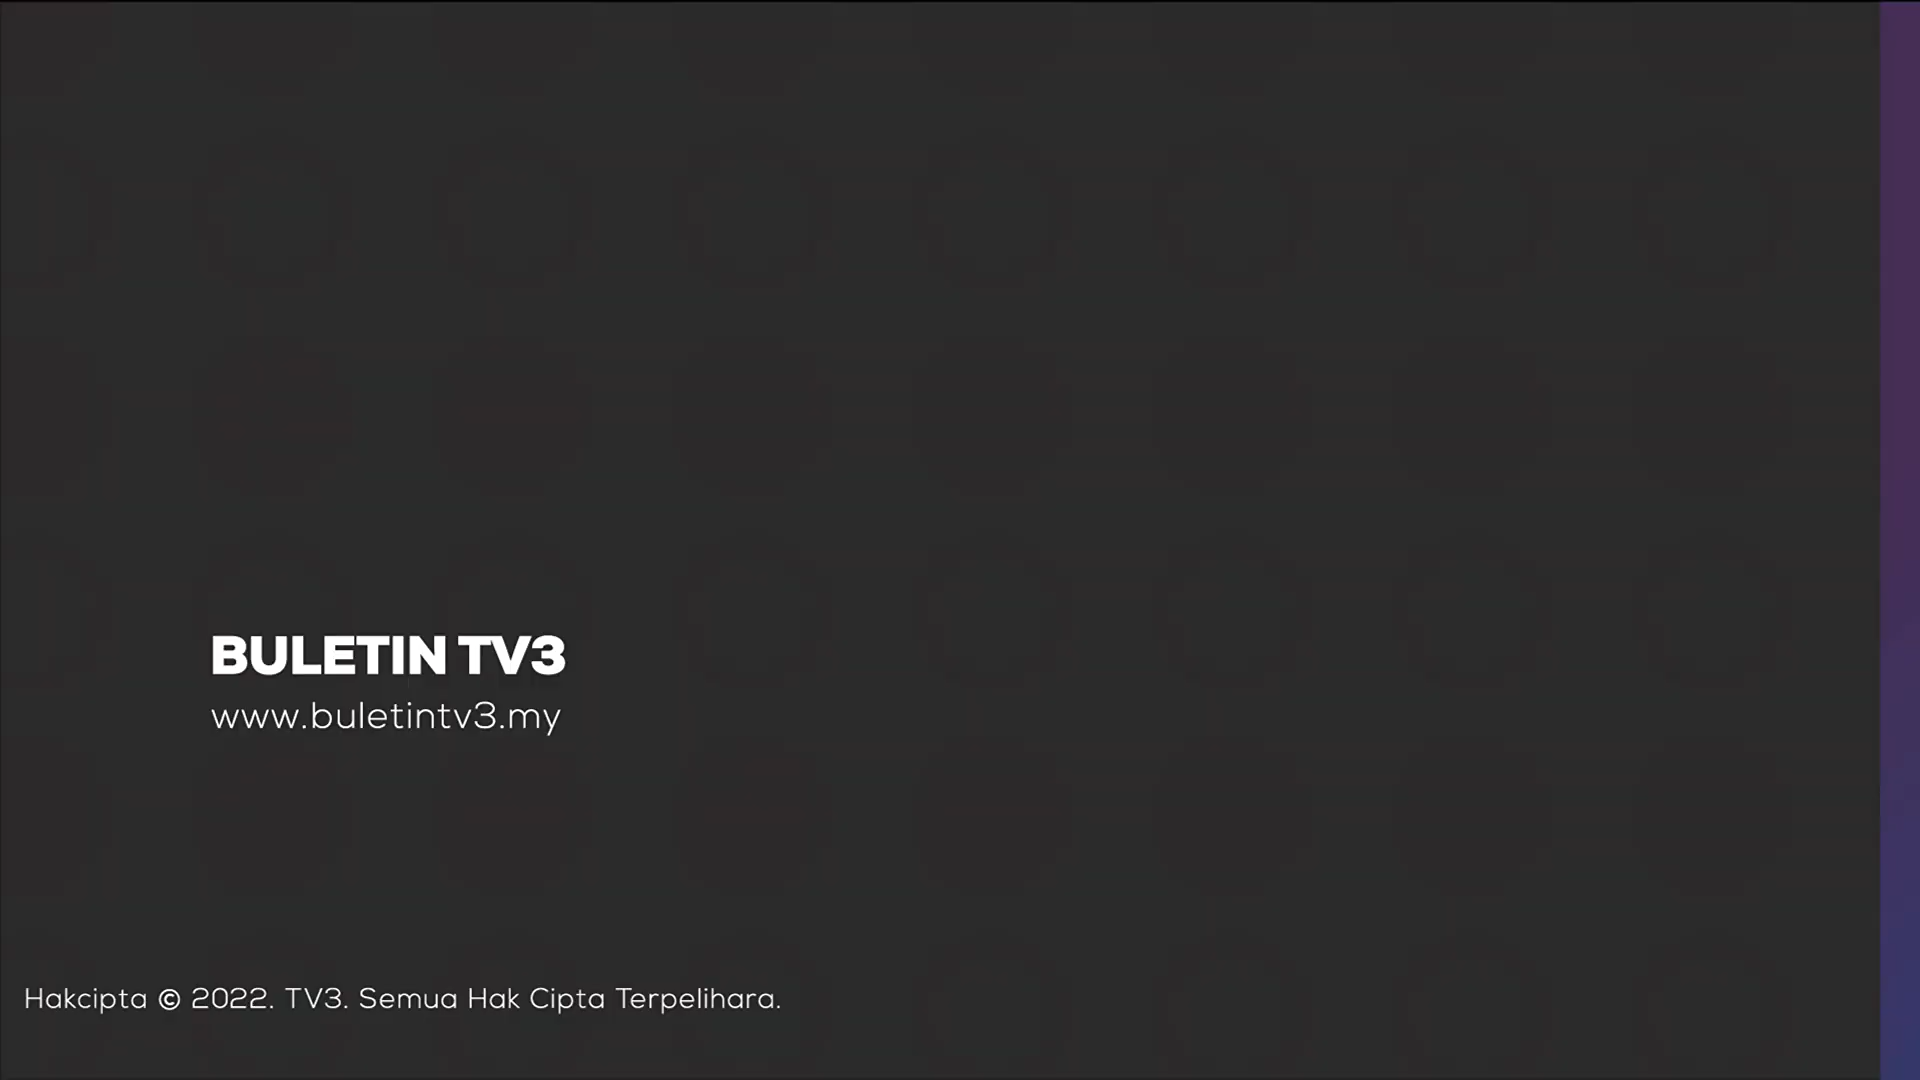 BULETIN TV3
www.buletintv3.my
Hakcipta © 2022. TV3. Semua Hak Cipta Terpelihara.